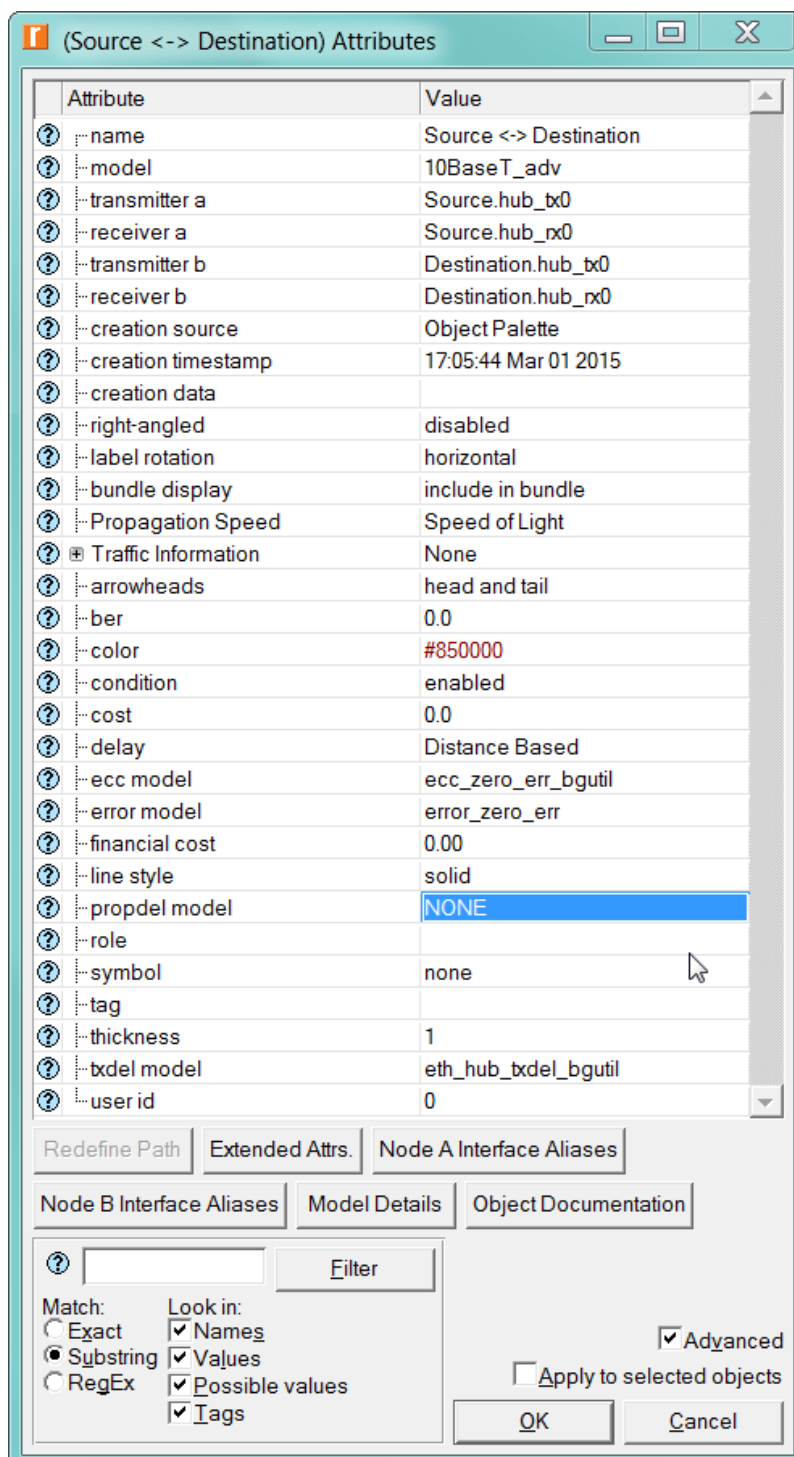 (Source <-> Destination) Attributes
Attribute Value
name Source <-> Destination
model 10BaseT_adv
transmitter a Source.hub_tx0
receiver a Source.hub_rx0
transmitter b Destination.hub_tx0
receiver b Destination.hub_rx0
creation source Object Palette
creation timestamp 17:05:44 Mar 01 2015
creation data
right-angled disabled
label rotation horizontal
bundle display include in bundle
Propagation Speed Speed of Light
Traffic Information None
arrowheads head and tail
ber 0.0
color #850000
condition enabled
cost 0.0
delay Distance Based
ecc model ecc_zero_err_bgutil
error model error_zero_err
financial cost 0.00
line style solid
propdel model NONE
role
symbol none
tag
thickness 1
txdel model eth_hub_txdel_bgutil
user id 0
Redefine Path Extended Attrs. Node A Interface Aliases
Node B Interface Aliases Model Details Object Documentation
Filter
Match: Look in:
Exact Names
Substring Values
RegEx Possible values
Tags
Advanced
Apply to selected objects
OK Cancel